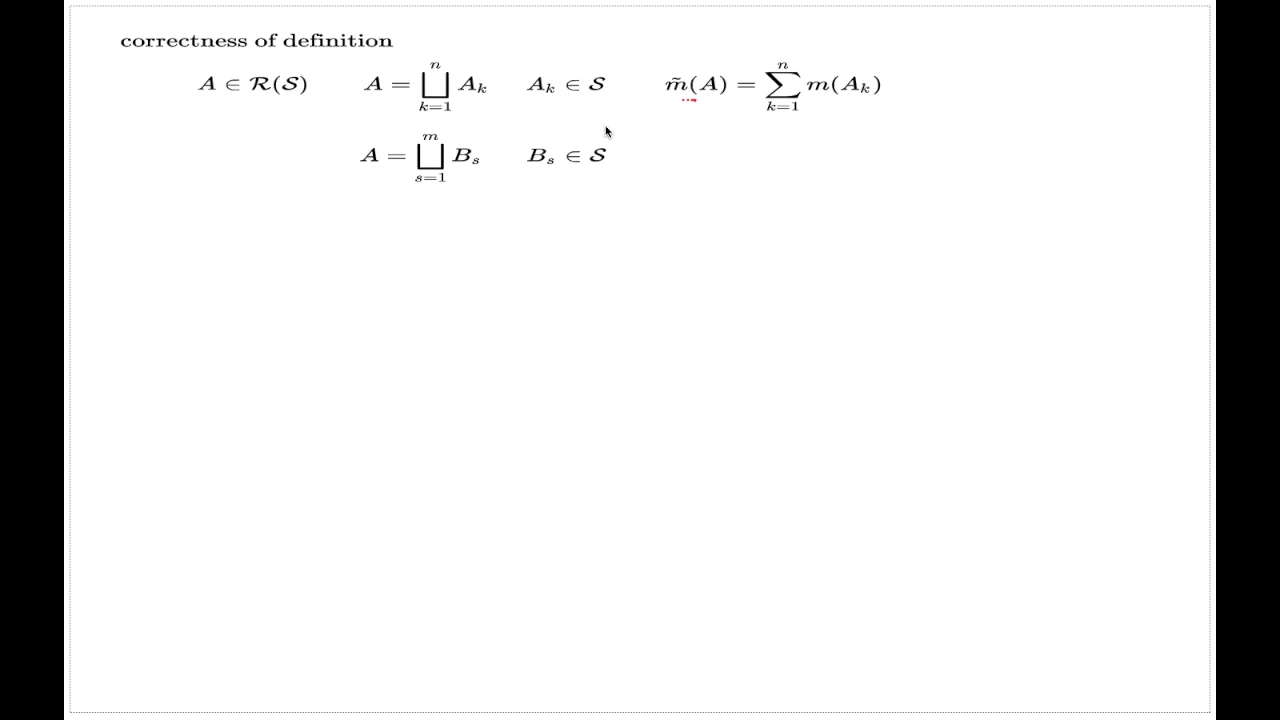 correctness of definition
A ∈ ℛ(𝒮) A = ⨆_{k=1}^{n} A_k A_k ∈ 𝒮 m̃(A) = ∑_{k=1}^{n} m(A_k)
A = ⨆_{s=1}^{m} B_s B_s ∈ 𝒮